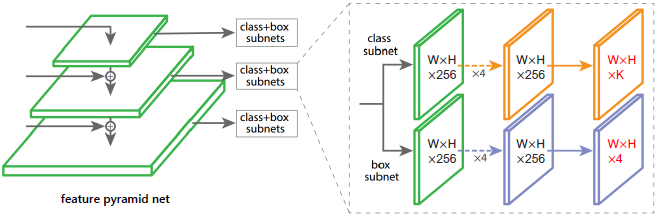 class+box
subnets
class+box
subnets
class+box
subnets
feature pyramid net
class
subnet
W×H
×256
×4
W×H
×256
W×H
×K
W×H
×256
×4
W×H
×256
W×H
×4
box
subnet